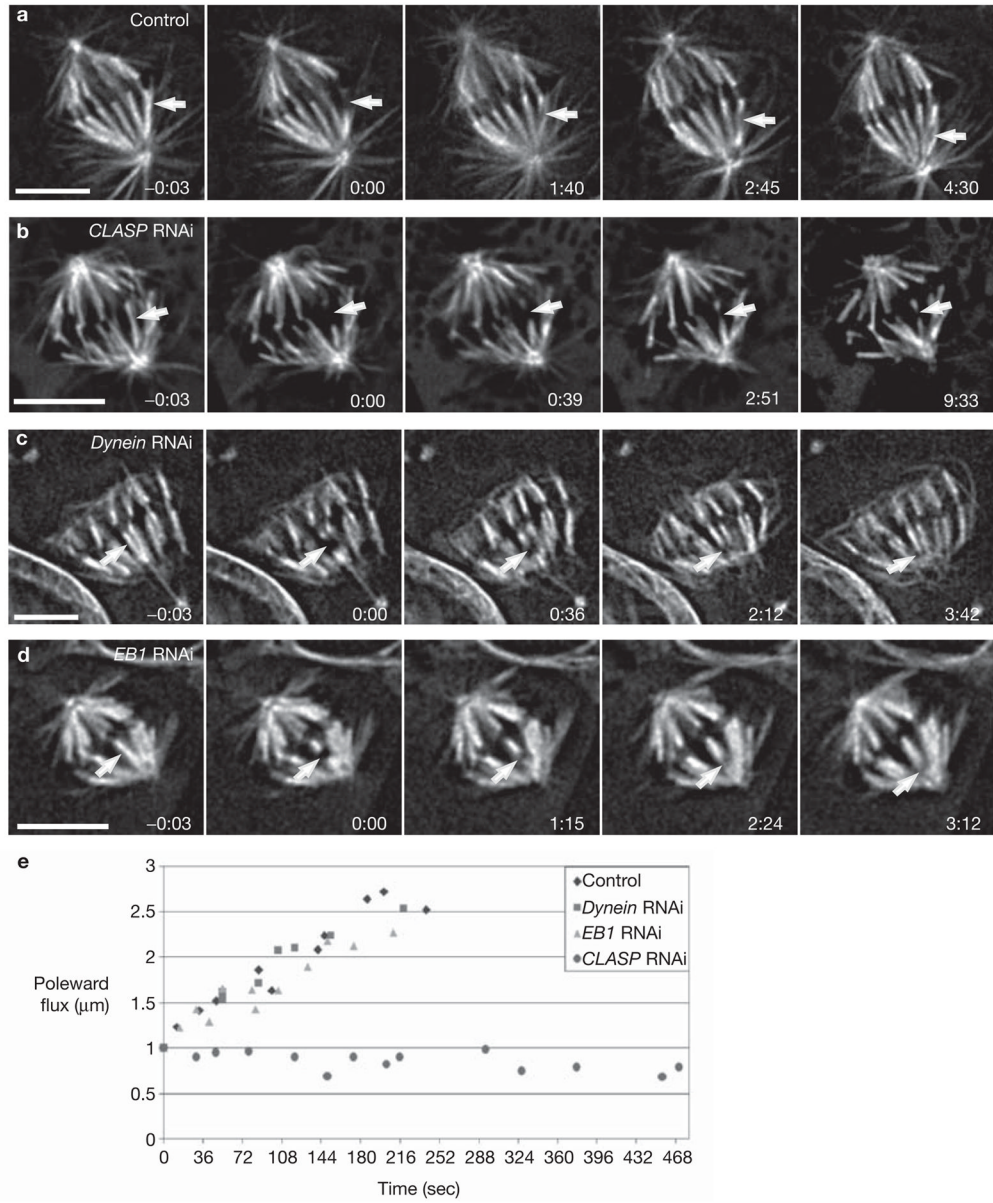 a
Control
−0:03 0:00 1:40 2:45 4:30
b
CLASP RNAi
−0:03 0:00 0:39 2:51 9:33
c
Dynein RNAi
−0:03 0:00 0:36 2:12 3:42
d
EB1 RNAi
−0:03 0:00 1:15 2:24 3:12
e
3
2.5
2
1.5
1
0.5
0
Poleward
flux (μm)
Control
Dynein RNAi
EB1 RNAi
CLASP RNAi
0 36 72 108 144 180 216 252 288 324 360 396 432 468
Time (sec)